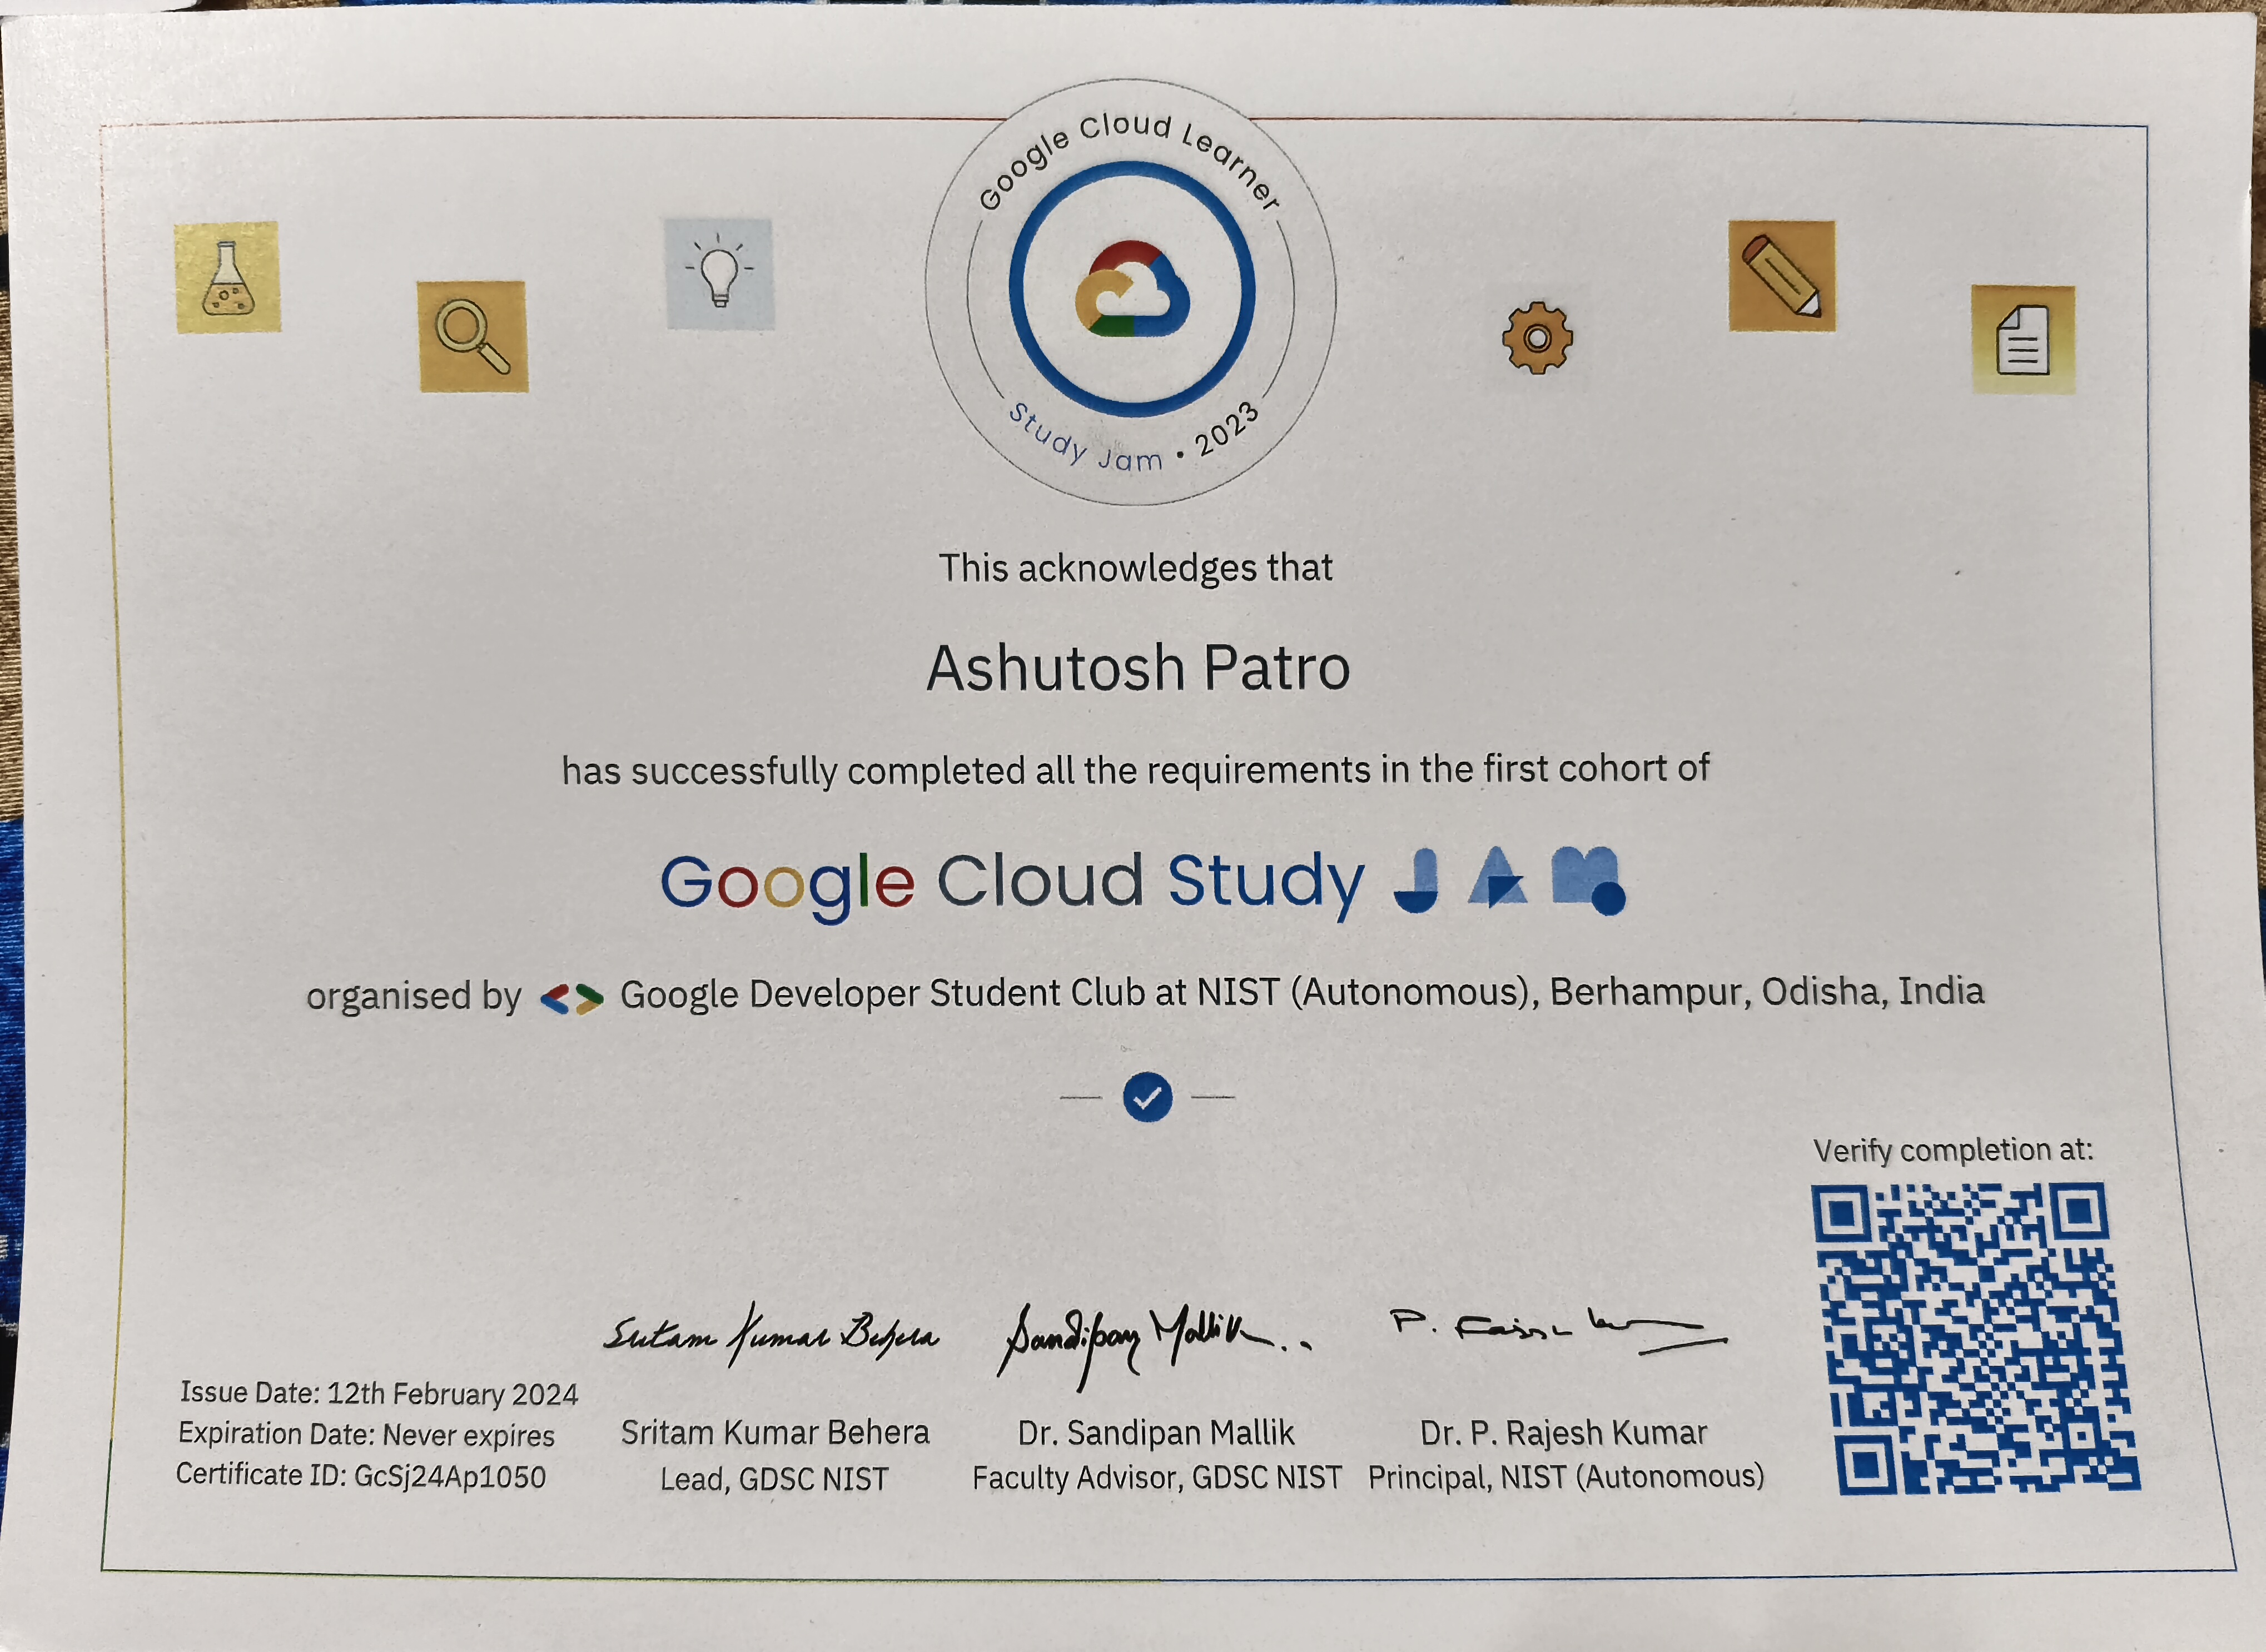 Google Cloud Learner
Study Jam • 2023
This acknowledges that
Ashutosh Patro
has successfully completed all the requirements in the first cohort of
Google Cloud Study JAM
organised by <> Google Developer Student Club at NIST (Autonomous), Berhampur, Odisha, India
Verify completion at:
Sritam Kumar Behera
Sandipan Mallik
P. Rajesh Kumar
Issue Date: 12th February 2024
Expiration Date: Never expires
Certificate ID: GcSj24Ap1050
Sritam Kumar Behera
Lead, GDSC NIST
Dr. Sandipan Mallik
Faculty Advisor, GDSC NIST
Dr. P. Rajesh Kumar
Principal, NIST (Autonomous)